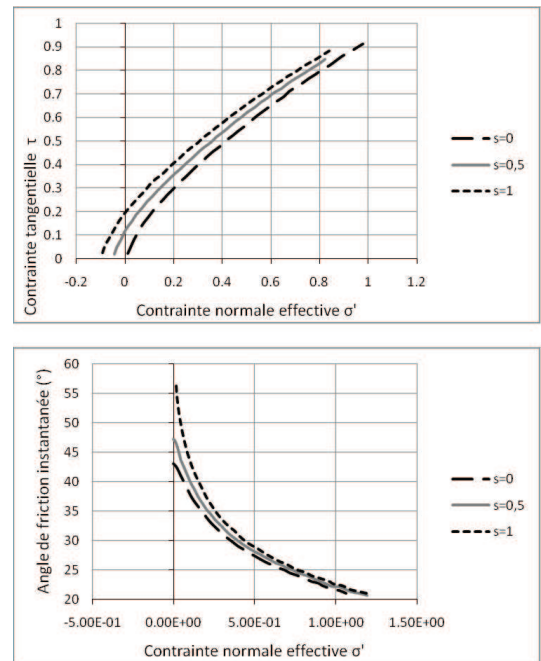 Contrainte tangentielle τ
1
0.9
0.8
0.7
0.6
0.5
0.4
0.3
0.2
0.1
0
-0.2
0
0.2
0.4
0.6
0.8
1
1.2
Contrainte normale effective σ'
s=0
s=0,5
s=1
Angle de friction instantanée (°)
60
55
50
45
40
35
30
25
20
-5.00E-01
0.00E+00
5.00E-01
1.00E+00
1.50E+00
Contrainte normale effective σ'
s=0
s=0,5
s=1